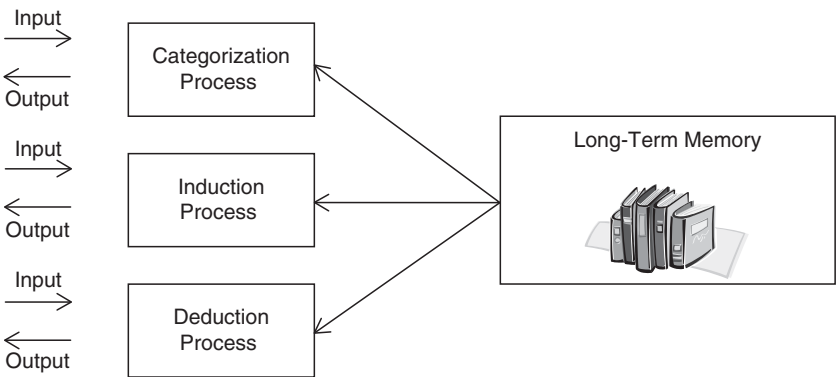 Input
Output
Categorization
Process
Long-Term Memory
Input
Output
Induction
Process
Input
Output
Deduction
Process